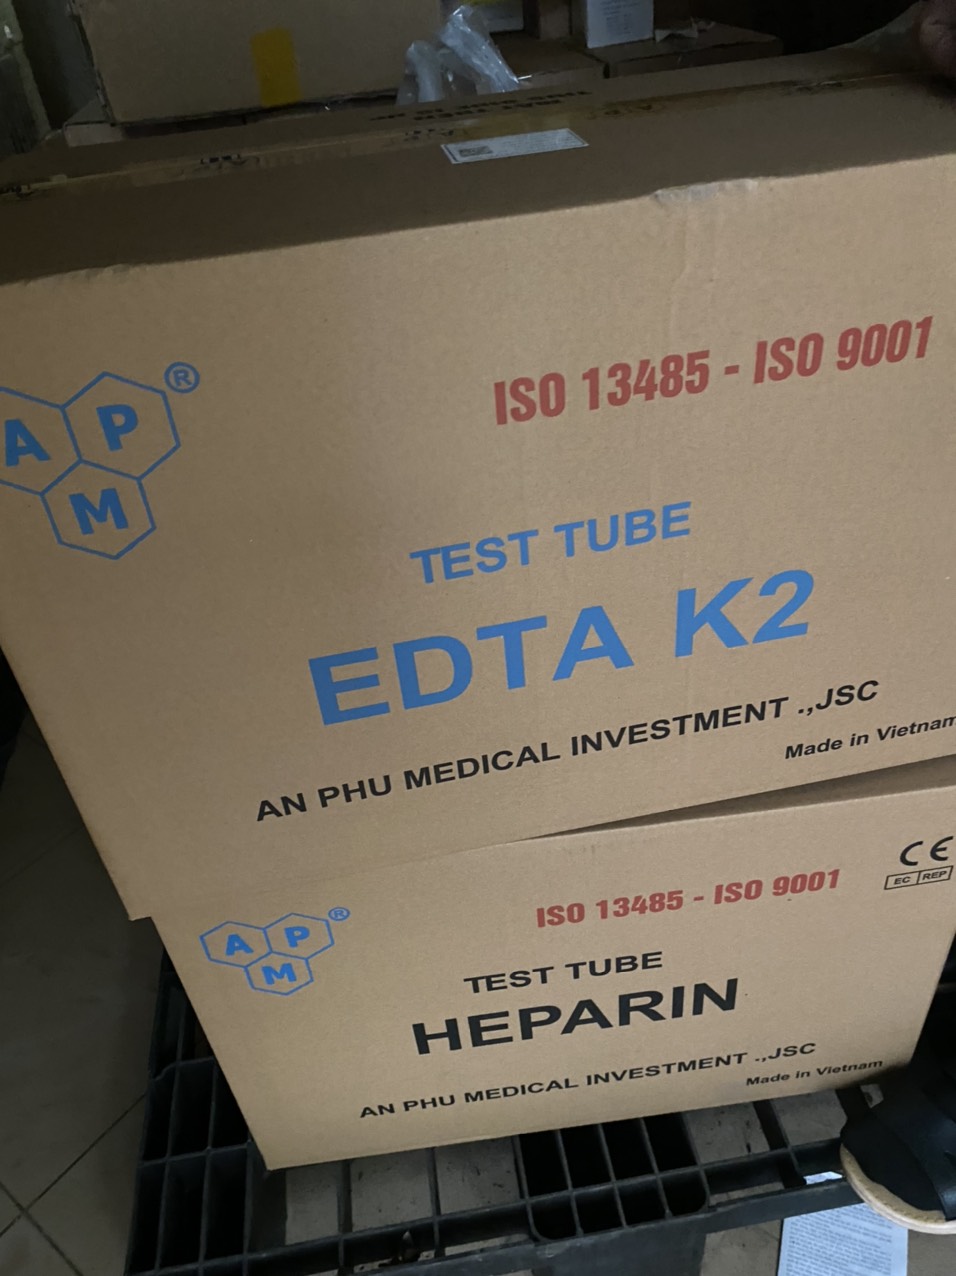 A P ®
M
ISO 13485 - ISO 9001
TEST TUBE
EDTA K2
AN PHU MEDICAL INVESTMENT .,JSC
Made in Vietnam
CE
EC REP
A P ®
M
ISO 13485 - ISO 9001
TEST TUBE
HEPARIN
AN PHU MEDICAL INVESTMENT .,JSC
Made in Vietnam